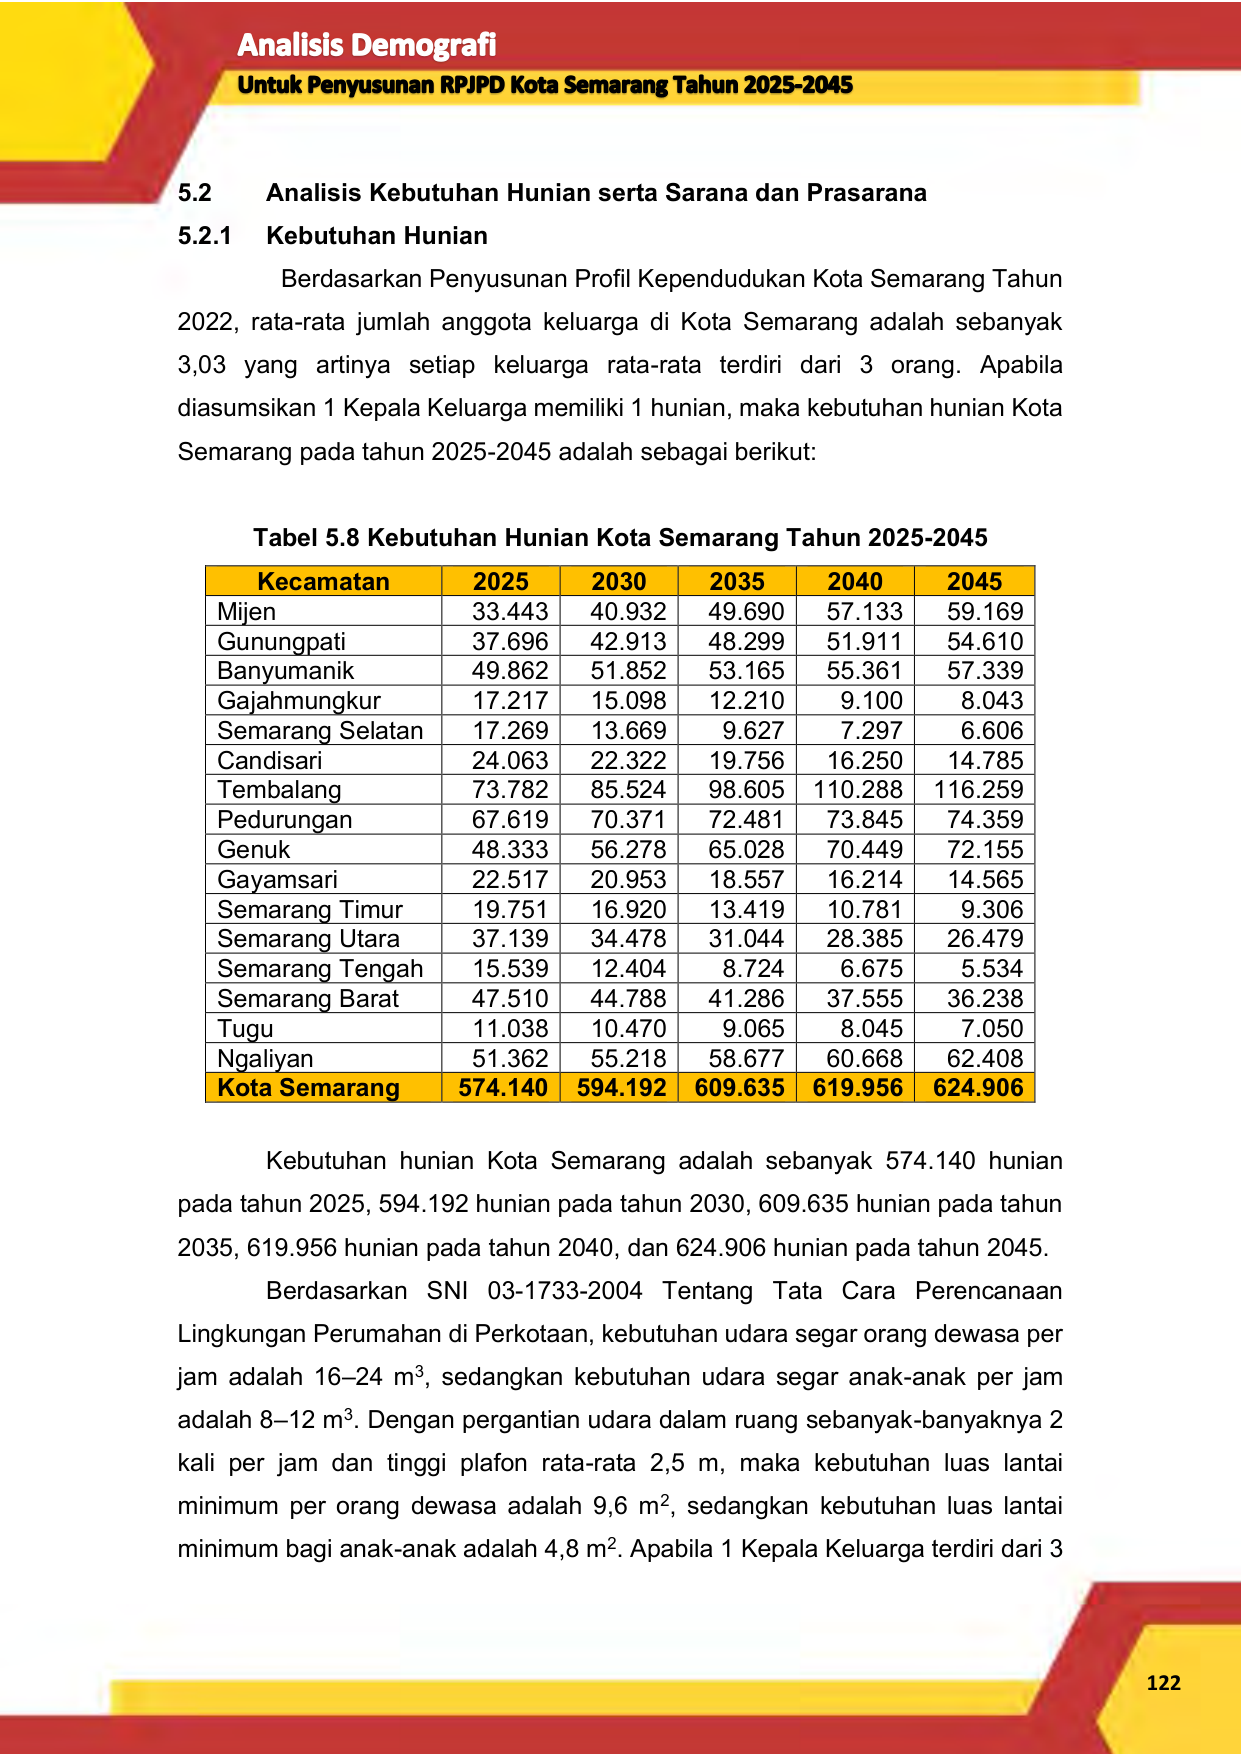 Analisis Demografi
Untuk Penyusunan RPJPD Kota Semarang Tahun 2025-2045
5.2 Analisis Kebutuhan Hunian serta Sarana dan Prasarana
5.2.1 Kebutuhan Hunian
Berdasarkan Penyusunan Profil Kependudukan Kota Semarang Tahun
2022, rata-rata jumlah anggota keluarga di Kota Semarang adalah sebanyak
3,03 yang artinya setiap keluarga rata-rata terdiri dari 3 orang. Apabila
diasumsikan 1 Kepala Keluarga memiliki 1 hunian, maka kebutuhan hunian Kota
Semarang pada tahun 2025-2045 adalah sebagai berikut:
Tabel 5.8 Kebutuhan Hunian Kota Semarang Tahun 2025-2045
Kecamatan 2025 2030 2035 2040 2045
Mijen 33.443 40.932 49.690 57.133 59.169
Gunungpati 37.696 42.913 48.299 51.911 54.610
Banyumanik 49.862 51.852 53.165 55.361 57.339
Gajahmungkur 17.217 15.098 12.210 9.100 8.043
Semarang Selatan 17.269 13.669 9.627 7.297 6.606
Candisari 24.063 22.322 19.756 16.250 14.785
Tembalang 73.782 85.524 98.605 110.288 116.259
Pedurungan 67.619 70.371 72.481 73.845 74.359
Genuk 48.333 56.278 65.028 70.449 72.155
Gayamsari 22.517 20.953 18.557 16.214 14.565
Semarang Timur 19.751 16.920 13.419 10.781 9.306
Semarang Utara 37.139 34.478 31.044 28.385 26.479
Semarang Tengah 15.539 12.404 8.724 6.675 5.534
Semarang Barat 47.510 44.788 41.286 37.555 36.238
Tugu 11.038 10.470 9.065 8.045 7.050
Ngaliyan 51.362 55.218 58.677 60.668 62.408
Kota Semarang 574.140 594.192 609.635 619.956 624.906
Kebutuhan hunian Kota Semarang adalah sebanyak 574.140 hunian
pada tahun 2025, 594.192 hunian pada tahun 2030, 609.635 hunian pada tahun
2035, 619.956 hunian pada tahun 2040, dan 624.906 hunian pada tahun 2045.
Berdasarkan SNI 03-1733-2004 Tentang Tata Cara Perencanaan
Lingkungan Perumahan di Perkotaan, kebutuhan udara segar orang dewasa per
jam adalah 16–24 m³, sedangkan kebutuhan udara segar anak-anak per jam
adalah 8–12 m³. Dengan pergantian udara dalam ruang sebanyak-banyaknya 2
kali per jam dan tinggi plafon rata-rata 2,5 m, maka kebutuhan luas lantai
minimum per orang dewasa adalah 9,6 m², sedangkan kebutuhan luas lantai
minimum bagi anak-anak adalah 4,8 m². Apabila 1 Kepala Keluarga terdiri dari 3
122